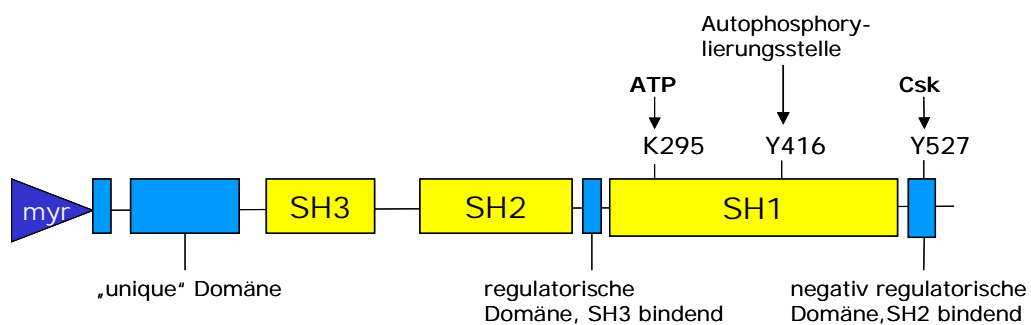 Autophosphory-
lierungsstelle
ATP
Csk
K295
Y416
Y527
myr
SH3
SH2
SH1
„unique“ Domäne
regulatorische
Domäne, SH3 bindend
negativ regulatorische
Domäne,SH2 bindend